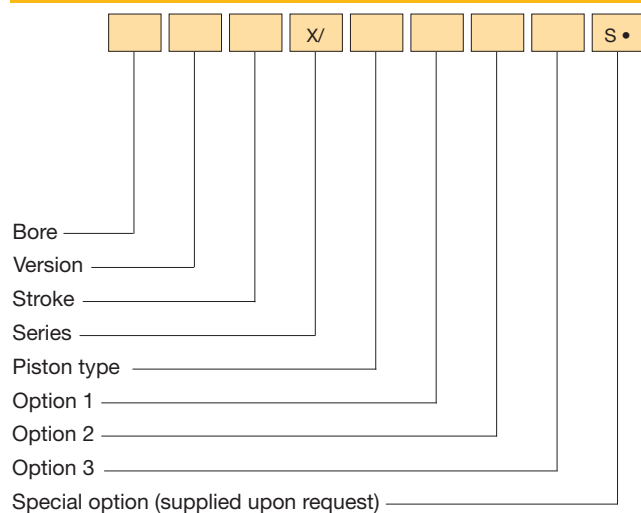 X/ S •
Bore
Version
Stroke
Series
Piston type
Option 1
Option 2
Option 3
Special option (supplied upon request)